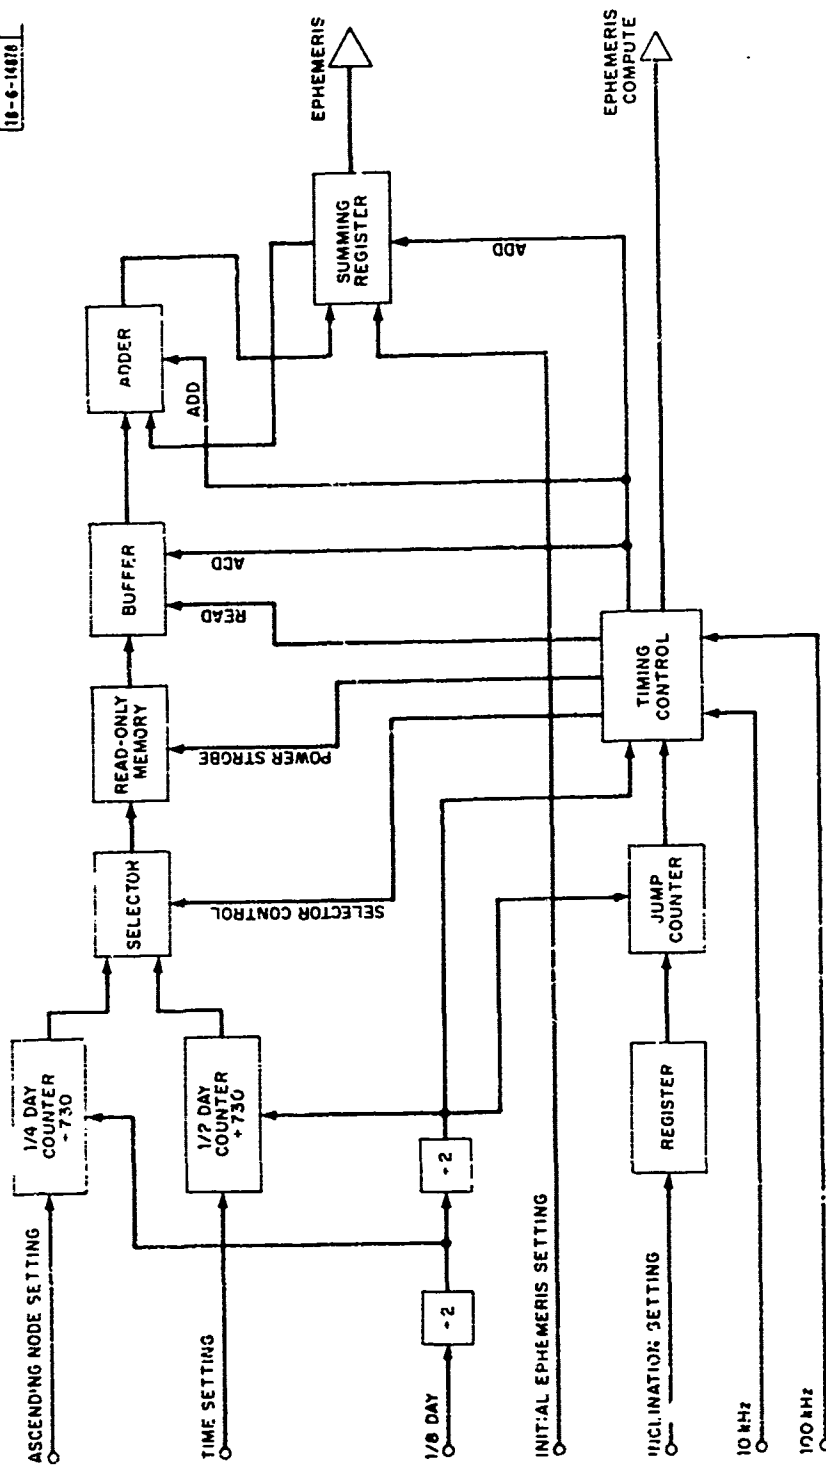 18-6-14878
ASCENDING NODE SETTING
1/4 DAY
COUNTER
÷730
SELECTOR
READ-ONLY
MEMORY
BUFFER
ADDER
EPHEMERIS
TIME SETTING
1/2 DAY
COUNTER
÷730
SUMMING
REGISTER
SELECTOR CONTROL
POWER STROBE
READ
ADD
ADD
ADD
1/8 DAY
÷2
÷2
INITIAL EPHEMERIS SETTING
INCLINATION SETTING
REGISTER
JUMP
COUNTER
TIMING
CONTROL
EPHEMERIS
COMPUTE
10 kHz
100 kHz